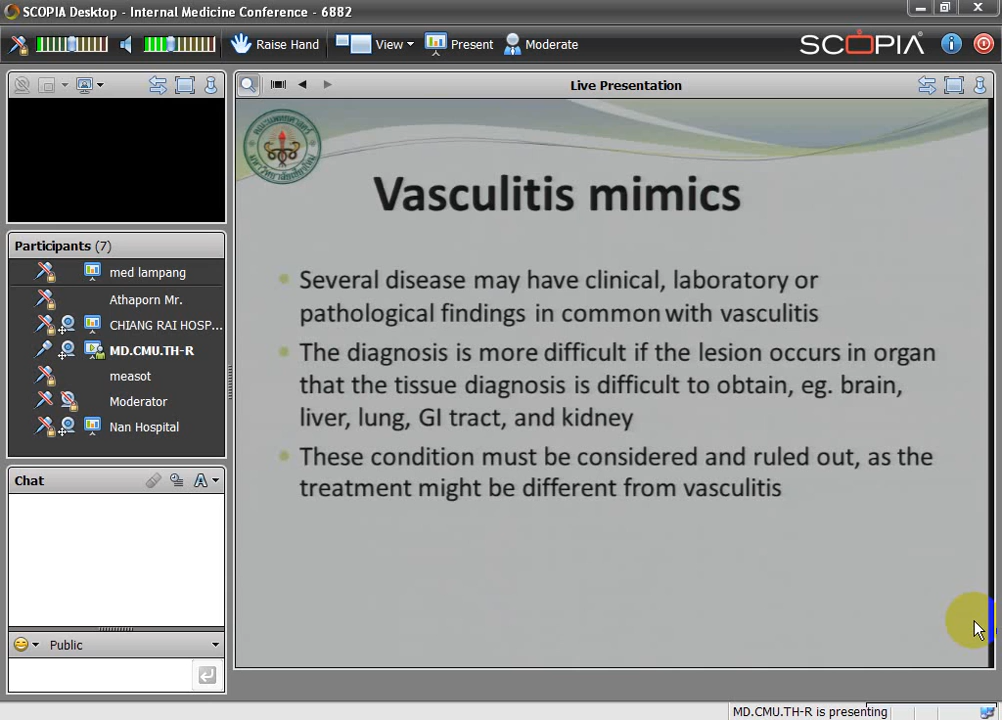 SCOPIA Desktop - Internal Medicine Conference - 6882
Raise Hand
View
Present
Moderate
SCOPIA
Live Presentation
Participants (7)
med lampang
Athaporn Mr.
CHIANG RAI HOSP...
MD.CMU.TH-R
measot
Moderator
Nan Hospital
Chat
A
Public
Vasculitis mimics
Several disease may have clinical, laboratory or
pathological findings in common with vasculitis
The diagnosis is more difficult if the lesion occurs in organ
that the tissue diagnosis is difficult to obtain, eg. brain,
liver, lung, GI tract, and kidney
These condition must be considered and ruled out, as the
treatment might be different from vasculitis
MD.CMU.TH-R is presenting